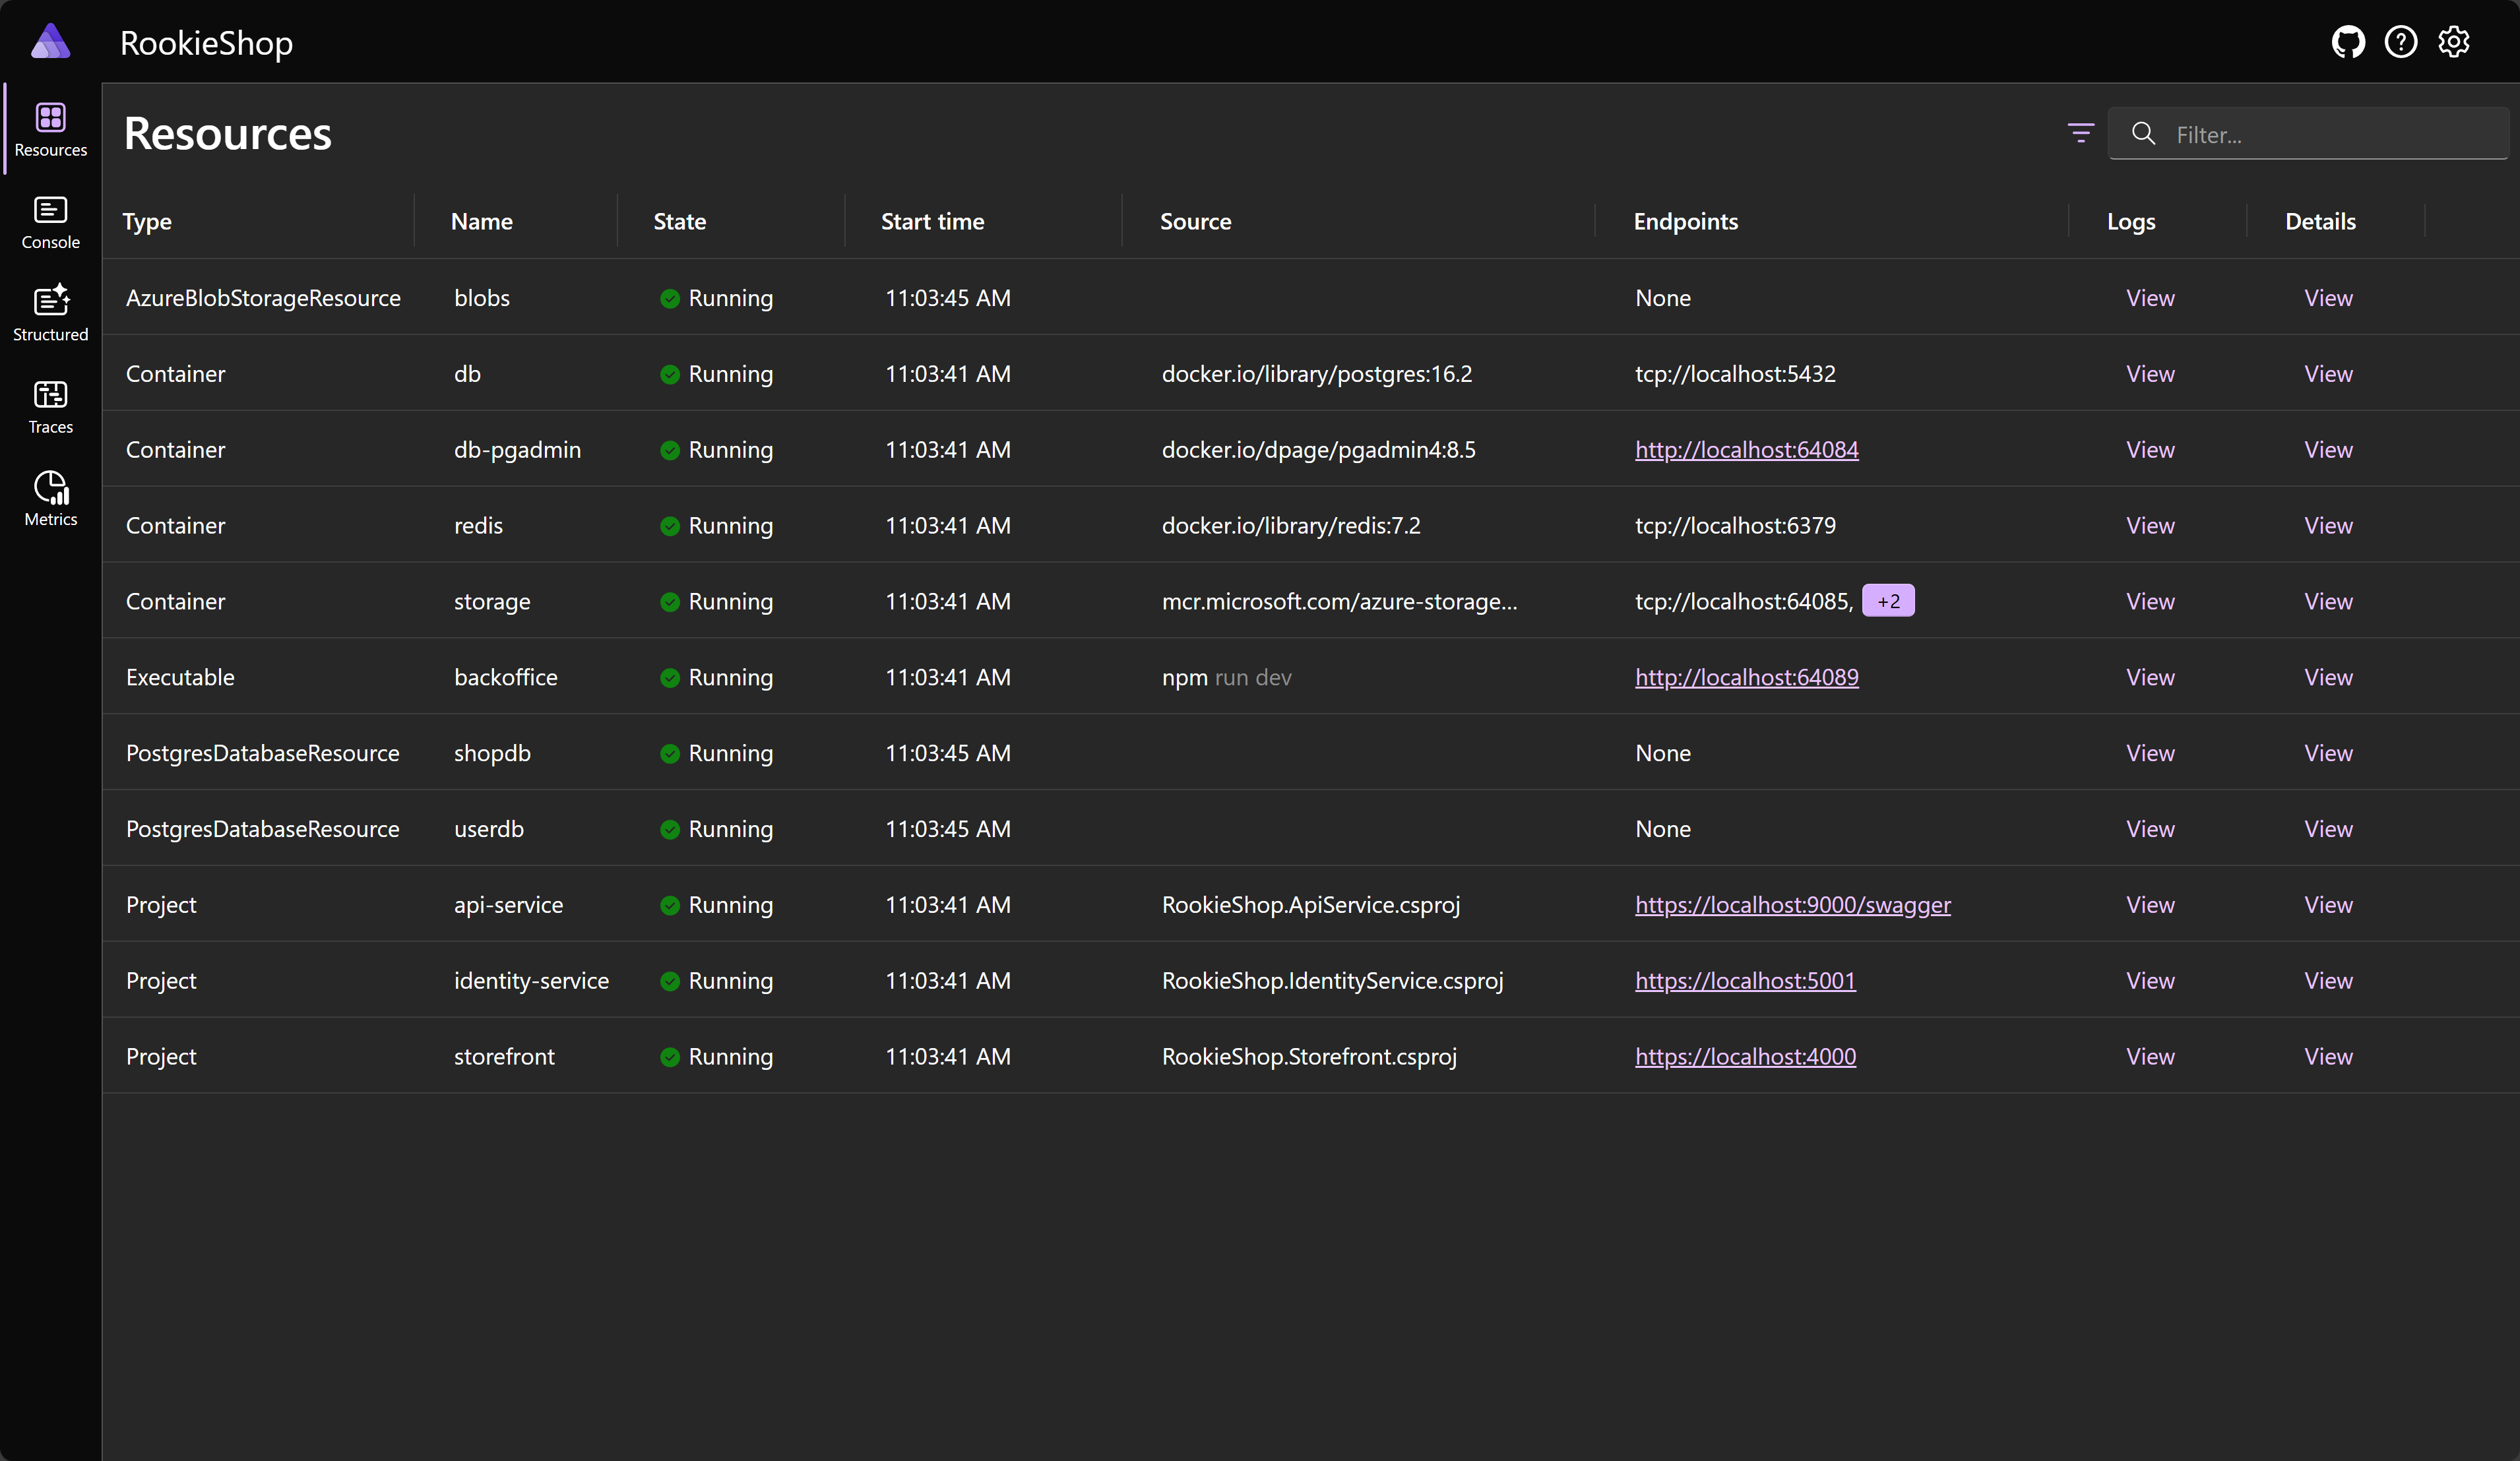 RookieShop
Resources
Console
Structured
Traces
Metrics
Resources
Filter...
Type Name State Start time Source Endpoints Logs Details
AzureBlobStorageResource blobs Running 11:03:45 AM None View View
Container db Running 11:03:41 AM docker.io/library/postgres:16.2 tcp://localhost:5432 View View
Container db-pgadmin Running 11:03:41 AM docker.io/dpage/pgadmin4:8.5 http://localhost:64084 View View
Container redis Running 11:03:41 AM docker.io/library/redis:7.2 tcp://localhost:6379 View View
Container storage Running 11:03:41 AM mcr.microsoft.com/azure-storage... tcp://localhost:64085, +2 View View
Executable backoffice Running 11:03:41 AM npm run dev http://localhost:64089 View View
PostgresDatabaseResource shopdb Running 11:03:45 AM None View View
PostgresDatabaseResource userdb Running 11:03:45 AM None View View
Project api-service Running 11:03:41 AM RookieShop.ApiService.csproj https://localhost:9000/swagger View View
Project identity-service Running 11:03:41 AM RookieShop.IdentityService.csproj https://localhost:5001 View View
Project storefront Running 11:03:41 AM RookieShop.Storefront.csproj https://localhost:4000 View View